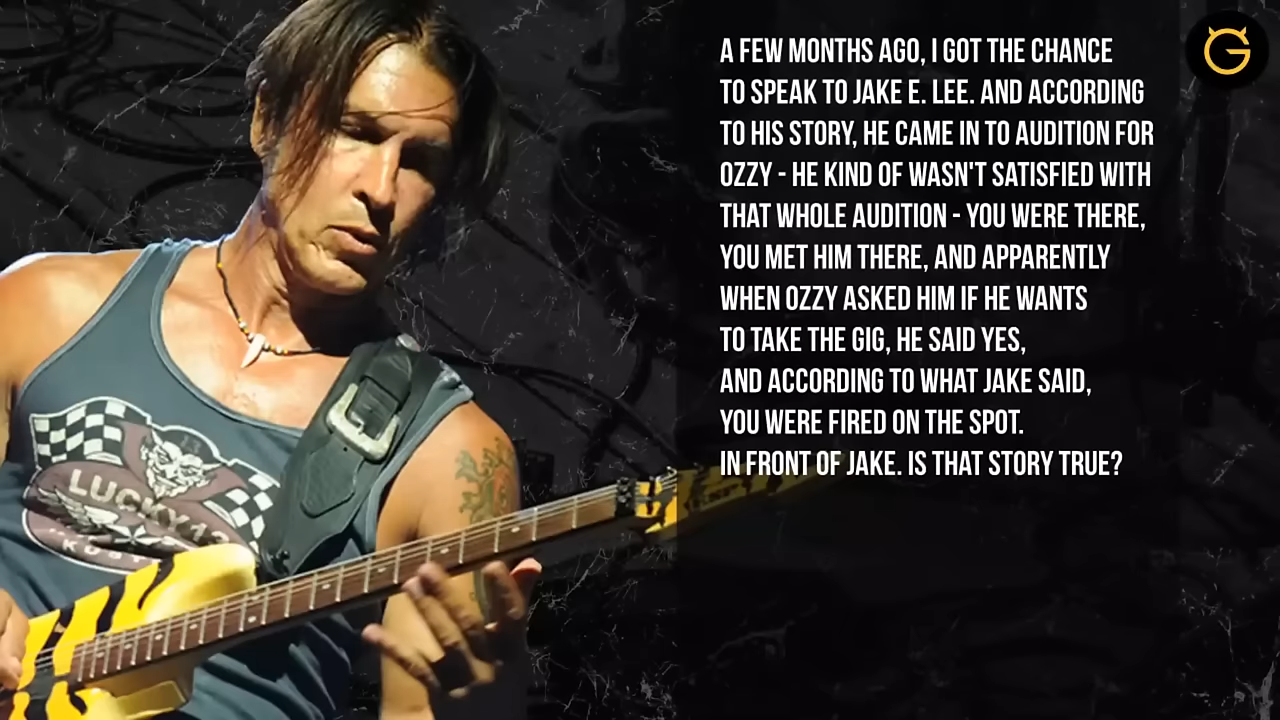 A FEW MONTHS AGO, I GOT THE CHANCE
TO SPEAK TO JAKE E. LEE. AND ACCORDING
TO HIS STORY, HE CAME IN TO AUDITION FOR
OZZY - HE KIND OF WASN'T SATISFIED WITH
THAT WHOLE AUDITION - YOU WERE THERE,
YOU MET HIM THERE, AND APPARENTLY
WHEN OZZY ASKED HIM IF HE WANTS
TO TAKE THE GIG, HE SAID YES,
AND ACCORDING TO WHAT JAKE SAID,
YOU WERE FIRED ON THE SPOT.
IN FRONT OF JAKE. IS THAT STORY TRUE?
G
LUCKY 13